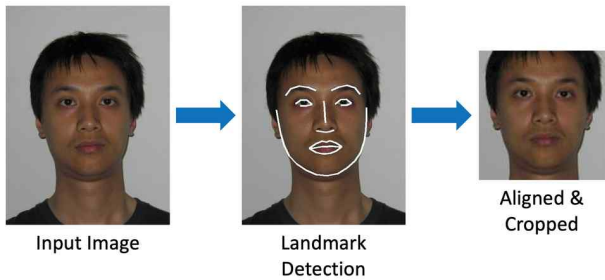 Input Image
Landmark
Detection
Aligned &
Cropped